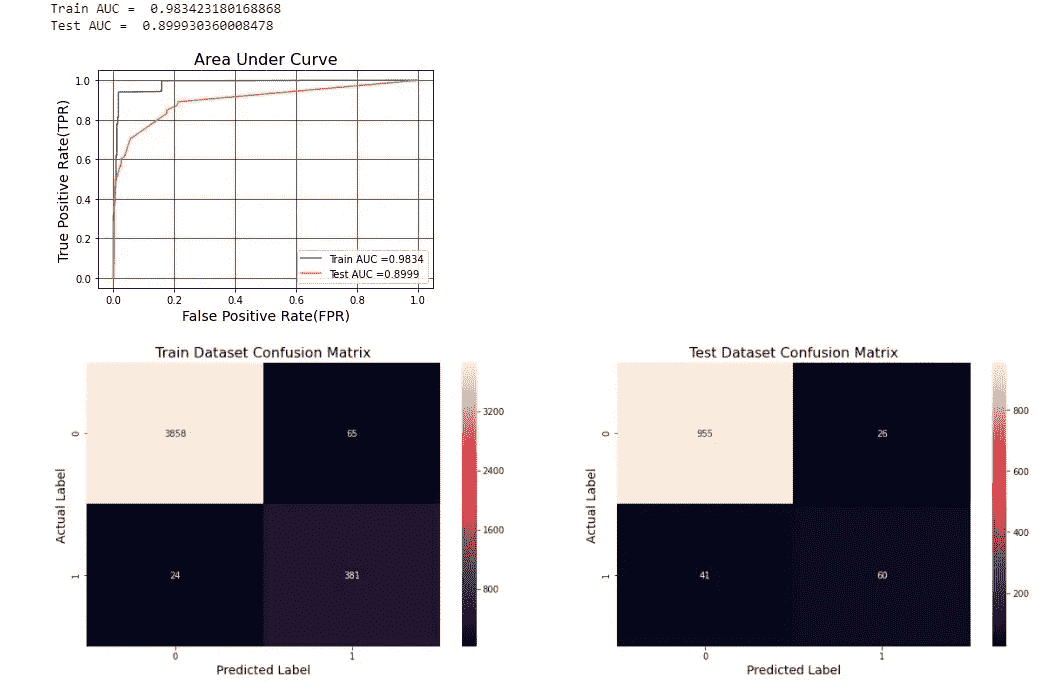 Train AUC =  0.983423180168868
Test AUC =  0.899930360008478
Area Under Curve
True Positive Rate(TPR)
1.0
0.8
0.6
0.4
0.2
0.0
Train AUC =0.9834
Test AUC =0.8999
0.0 0.2 0.4 0.6 0.8 1.0
False Positive Rate(FPR)
Train Dataset Confusion Matrix
Actual Label
0
1
3858 65
24 381
3200
2400
1600
800
0 1
Predicted Label
Test Dataset Confusion Matrix
Actual Label
0
1
955 26
41 60
800
600
400
200
0 1
Predicted Label